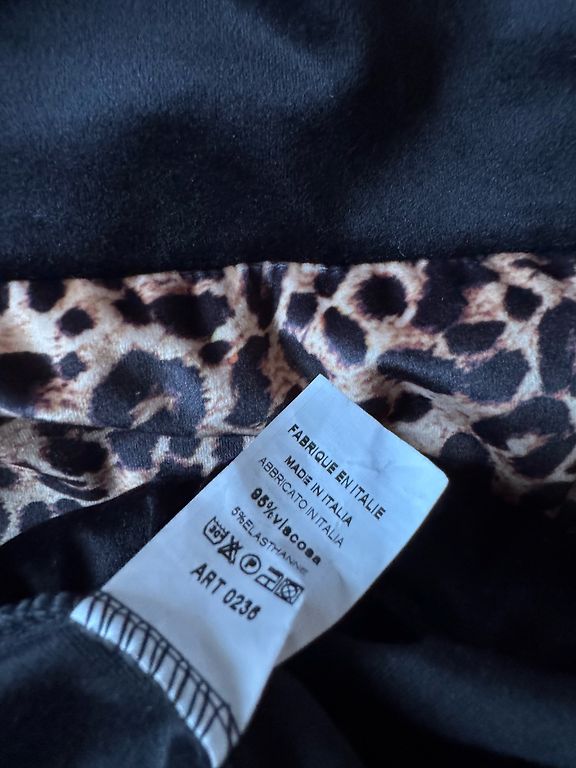 FABRIQUE EN ITALIE
MADE IN ITALIA
ABBRICATO IN ITALIA
95% viscosa
5% ELASTHANNE
P
ART 0236